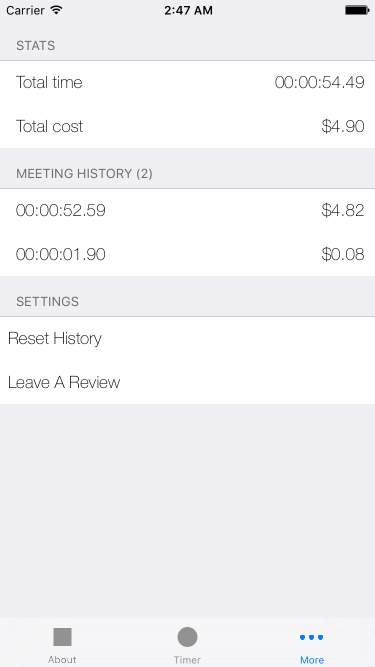 Carrier 2:47 AM
STATS
Total time 00:00:54.49
Total cost $4.90
MEETING HISTORY (2)
00:00:52.59 $4.82
00:00:01.90 $0.08
SETTINGS
Reset History
Leave A Review
About Timer More